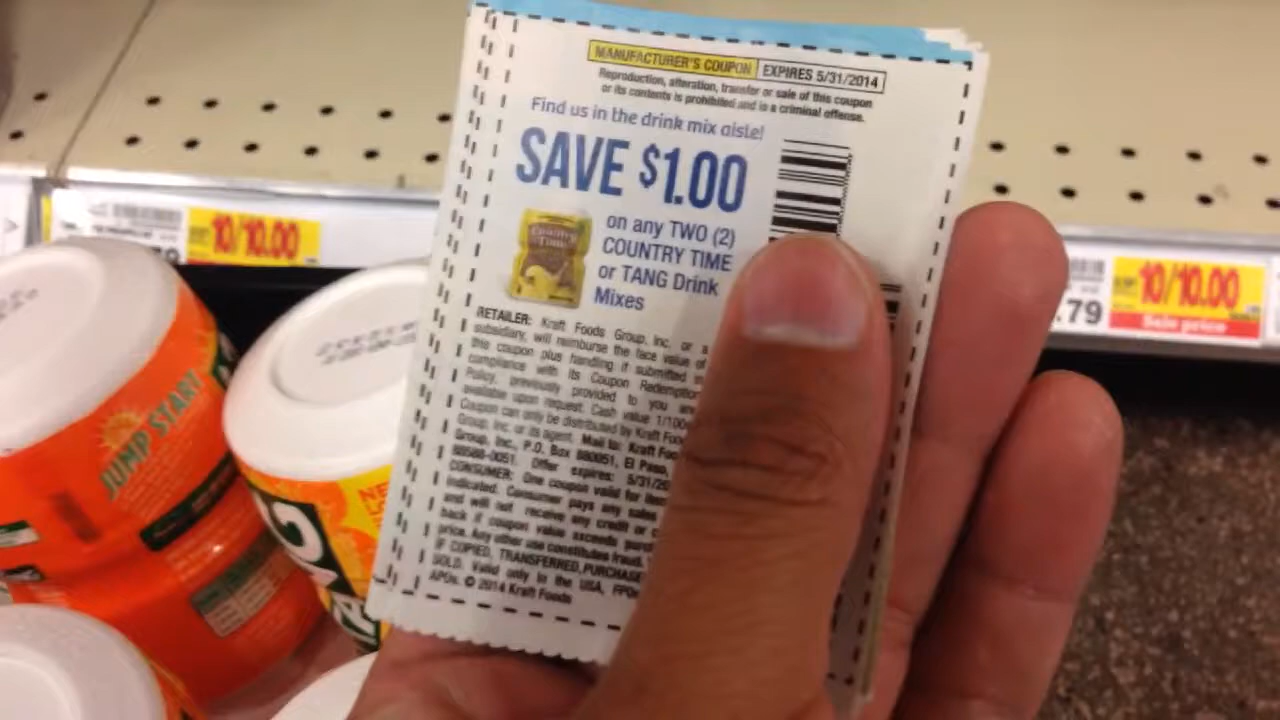 MANUFACTURER'S COUPON EXPIRES 5/31/2014
Reproduction, alteration, transfer or sale of this coupon
or its contents is prohibited and is a criminal offense.
Find us in the drink mix aisle!
SAVE $1.00
on any TWO (2)
COUNTRY TIME
or TANG Drink
Mixes
Country
Time
RETAILER: Kraft Foods Group, Inc. or a
subsidiary, will reimburse the face value of
this coupon plus handling if submitted
compliance with its Coupon Redemption
Policy, previously provided to you
available upon request. Cash value 1/100
Coupon can only be distributed by Kraft
Group, Inc. or its agent. Mail to: Kraft
Group, Inc., P.O. Box 880051, El Paso,
88588-0051. Offer expires: 5/31/20
CONSUMER: One coupon valid for
indicated. Consumer pays any sales
and will not receive any credit or
back if coupon value exceeds
price. Any other use constitutes fraud.
IF COPIED, TRANSFERRED, PURCHASE
SOLD. Valid only in the USA,
APOs. © 2014 Kraft Foods
10/10.00
.79
10/10.00
Sale price
JUMP START